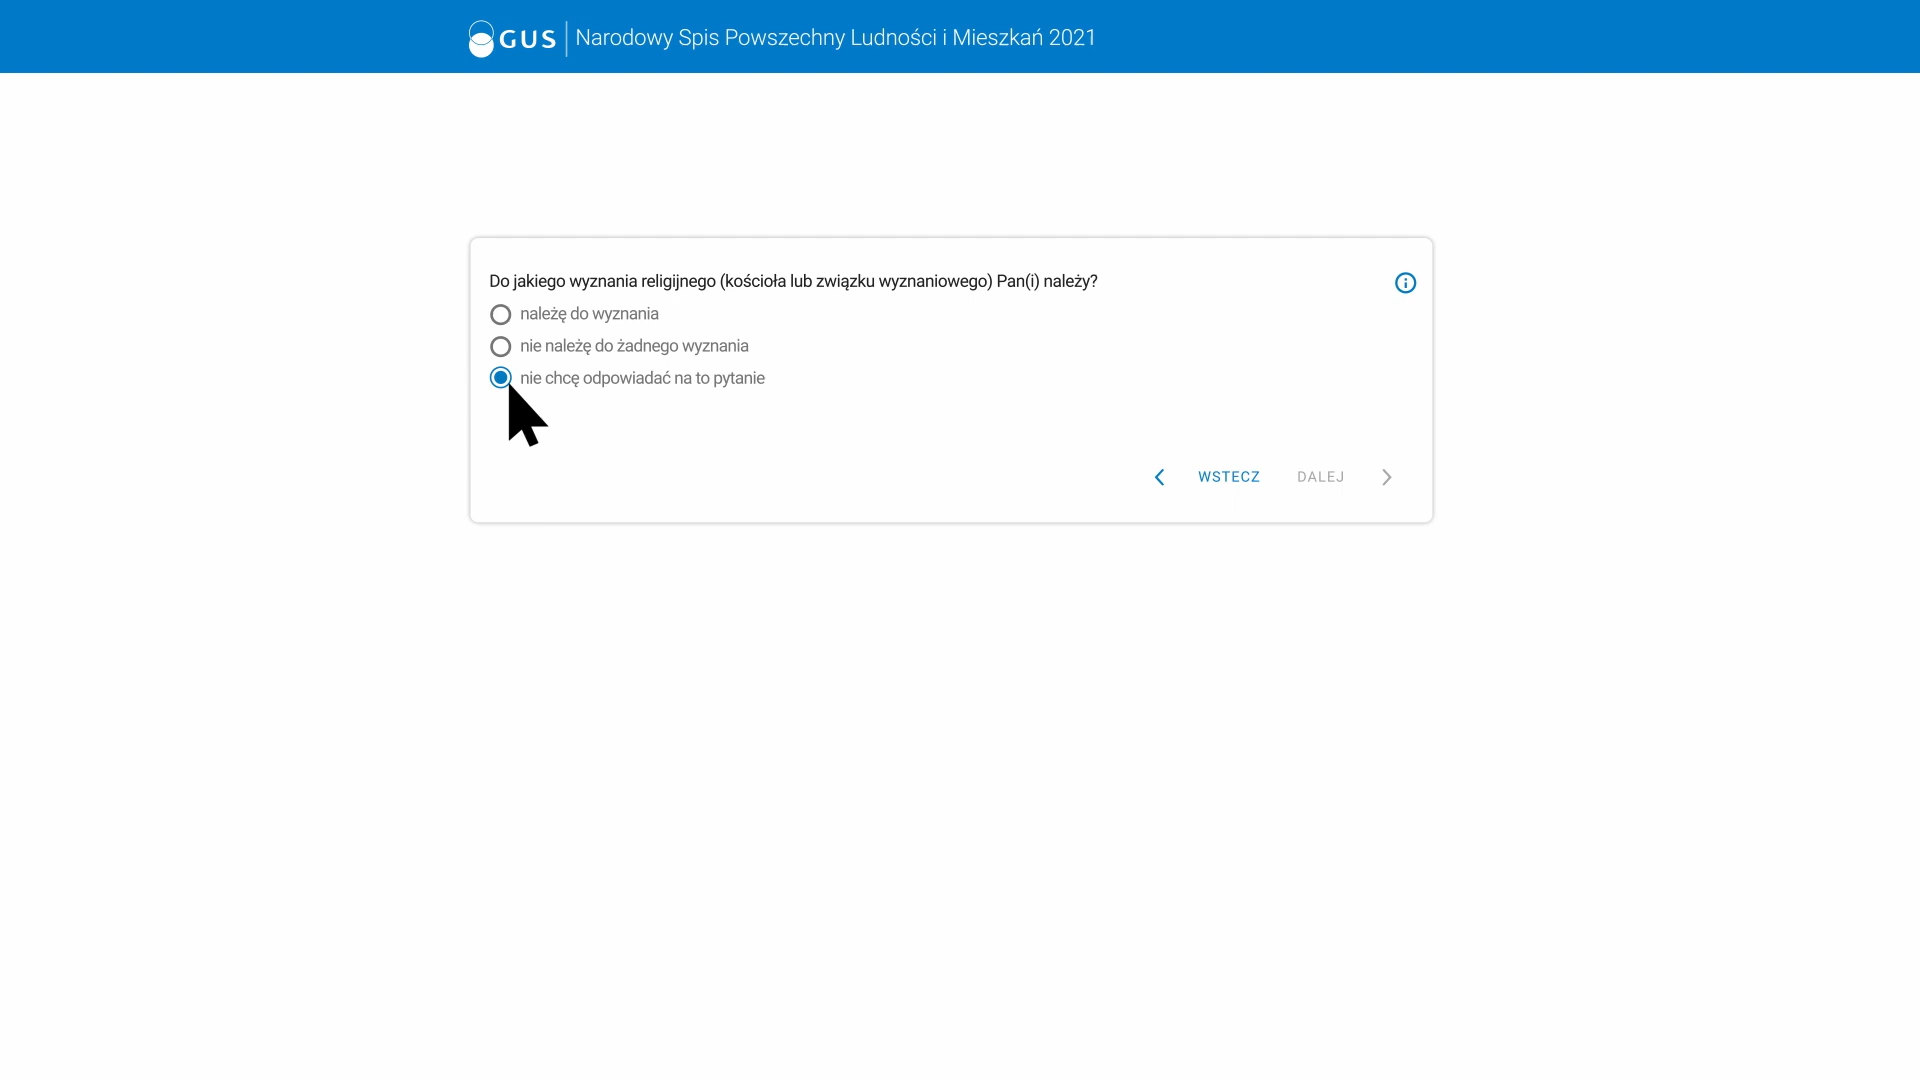 GUS Narodowy Spis Powszechny Ludności i Mieszkań 2021
Do jakiego wyznania religijnego (kościoła lub związku wyznaniowego) Pan(i) należy?
należę do wyznania
nie należę do żadnego wyznania
nie chcę odpowiadać na to pytanie
WSTECZ DALEJ